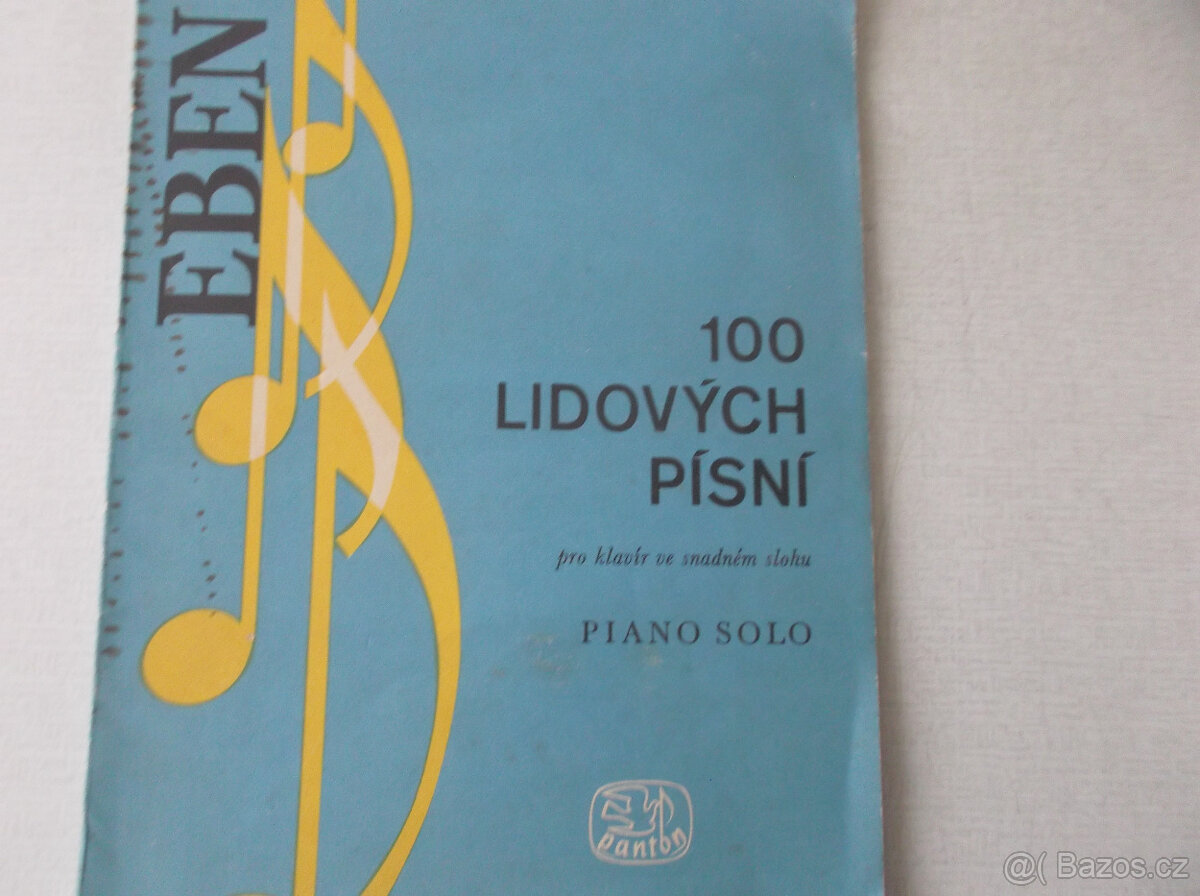 EBEN
100
LIDOVÝCH
PÍSNÍ
pro klavír ve snadném slohu
PIANO SOLO
panton
@( Bazos.cz